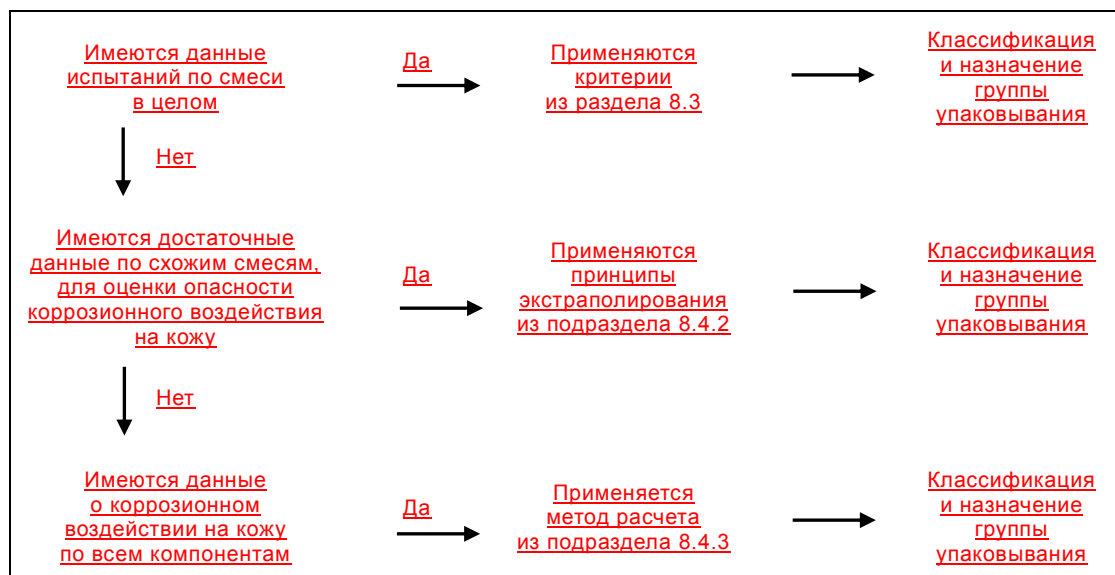 Имеются данные
испытаний по смеси
в целом
Да
Применяются
критерии
из раздела 8.3
Классификация
и назначение
группы
упаковывания
Нет
Имеются достаточные
данные по схожим смесям,
для оценки опасности
коррозионного воздействия
на кожу
Да
Применяются
принципы
экстраполирования
из подраздела 8.4.2
Классификация
и назначение
группы
упаковывания
Нет
Имеются данные
о коррозионном
воздействии на кожу
по всем компонентам
Да
Применяется
метод расчета
из подраздела 8.4.3
Классификация
и назначение
группы
упаковывания